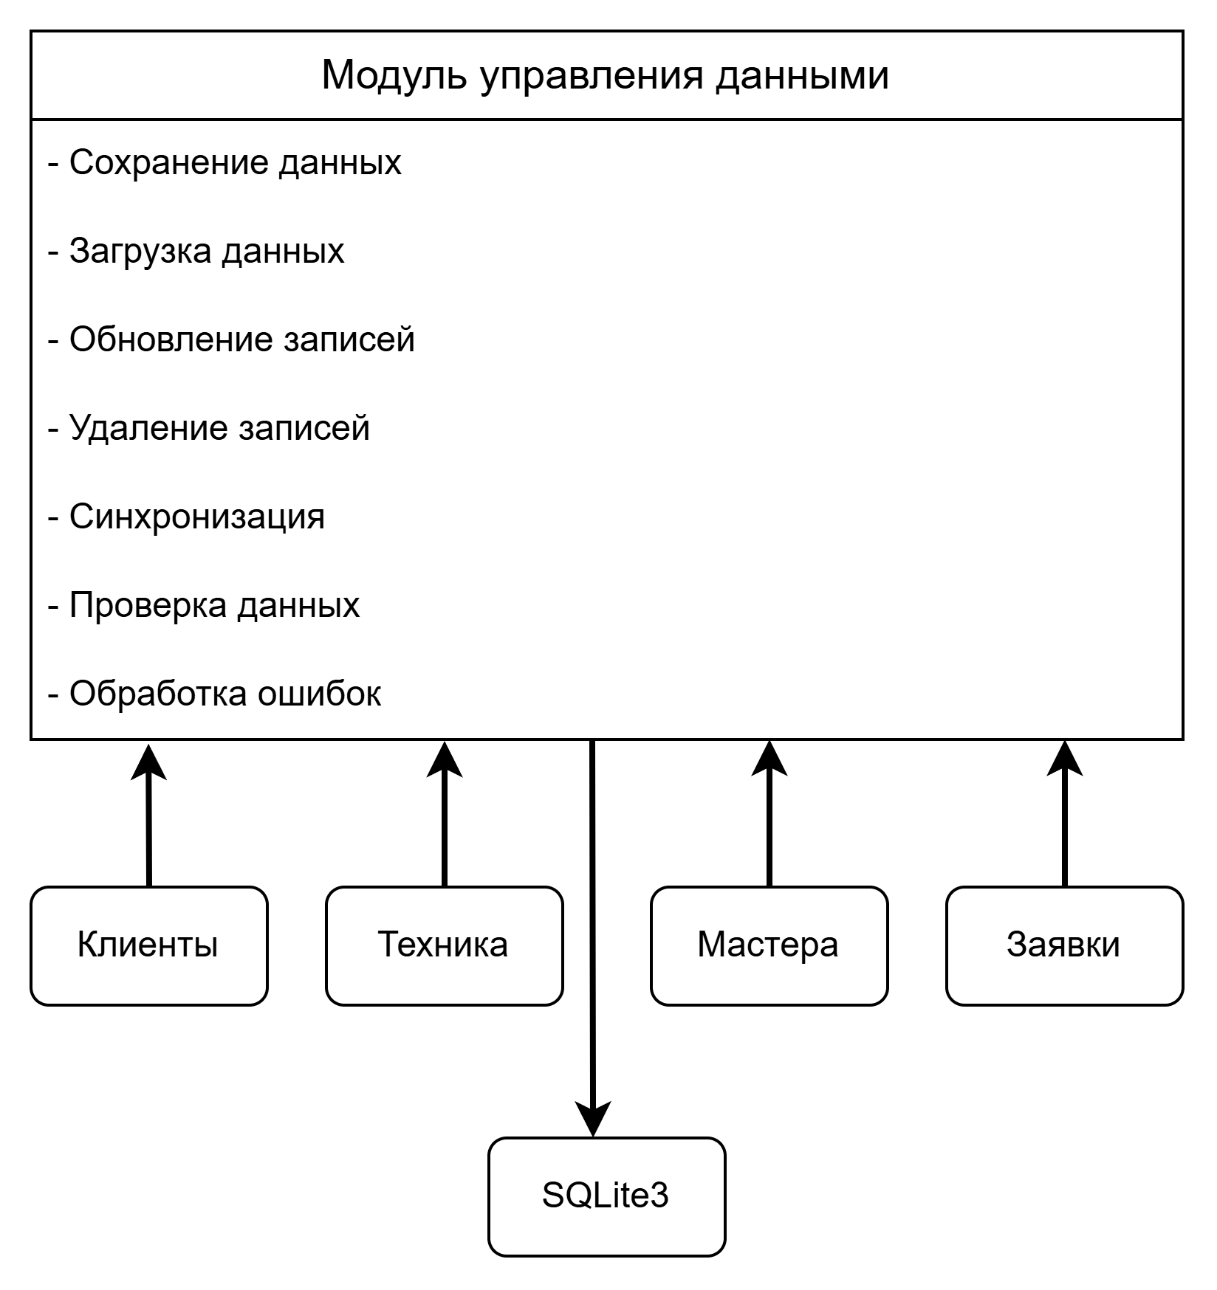 Модуль управления данными
- Сохранение данных
- Загрузка данных
- Обновление записей
- Удаление записей
- Синхронизация
- Проверка данных
- Обработка ошибок
Клиенты
Техника
Мастера
Заявки
SQLite3